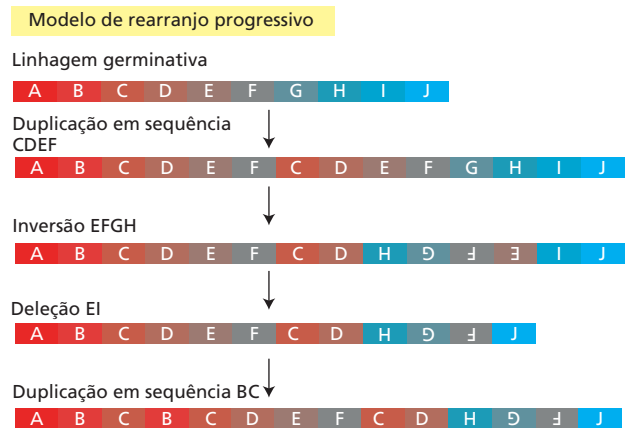 Modelo de rearranjo progressivo
Linhagem germinativa
A B C D E F G H I J
Duplicação em sequência
CDEF
A B C D E F C D E F G H I J
Inversão EFGH
A B C D E F C D H G F E I J
Deleção EI
A B C D E F C D H G F J
Duplicação em sequência BC
A B C B C D E F C D H G F J